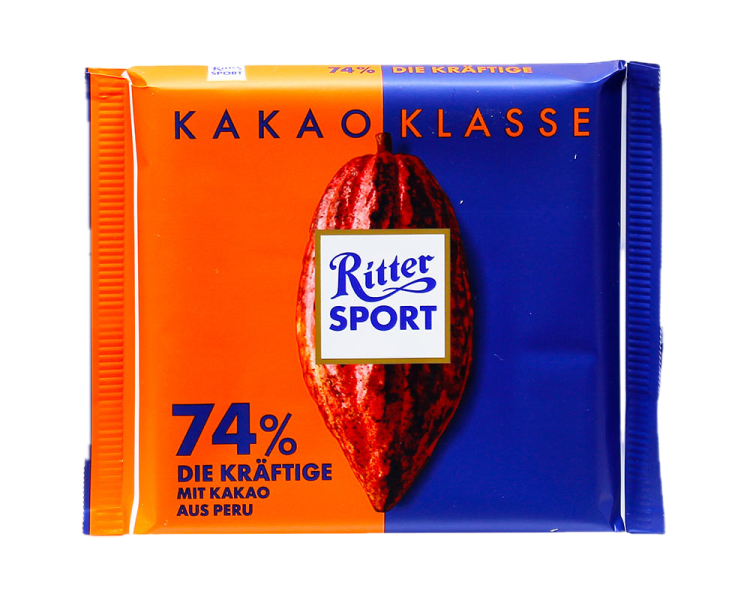 Ritter
SPORT
74% DIE KRÄFTIGE
KAKAO KLASSE
Ritter
SPORT
74%
DIE KRÄFTIGE
MIT KAKAO
AUS PERU